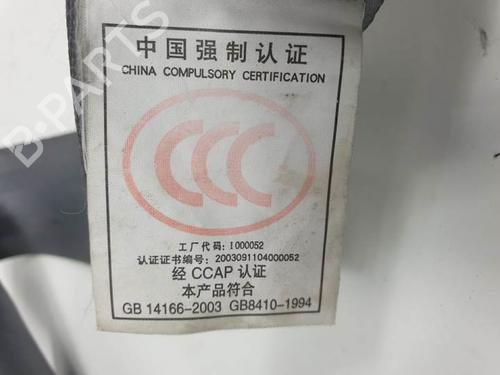 中国强制认证
CHINA COMPULSORY CERTIFICATION
CCC
工厂代码: I000052
认证证书编号: 2003091104000052
经 CCAP 认证
本产品符合
GB 14166-2003 GB8410-1994
B-PARTS